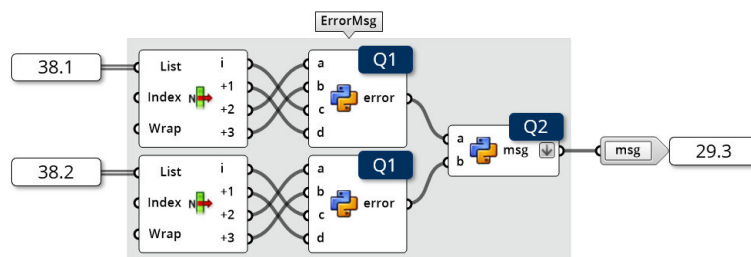 ErrorMsg
38.1
List
Index
Wrap
N
i
+1
+2
+3
a
b
c
d
Q1
error
38.2
List
Index
Wrap
N
i
+1
+2
+3
a
b
c
d
Q1
error
a
b
Q2
msg
msg
29.3